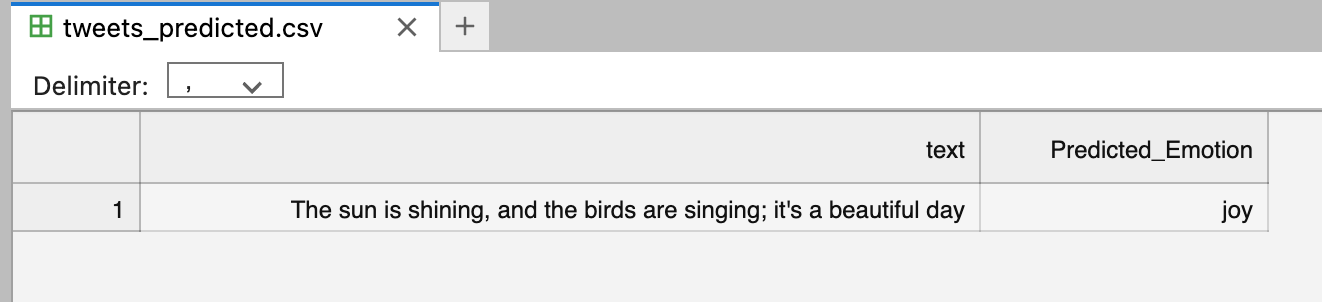 tweets_predicted.csv
Delimiter: ,
text Predicted_Emotion
1 The sun is shining, and the birds are singing; it's a beautiful day joy